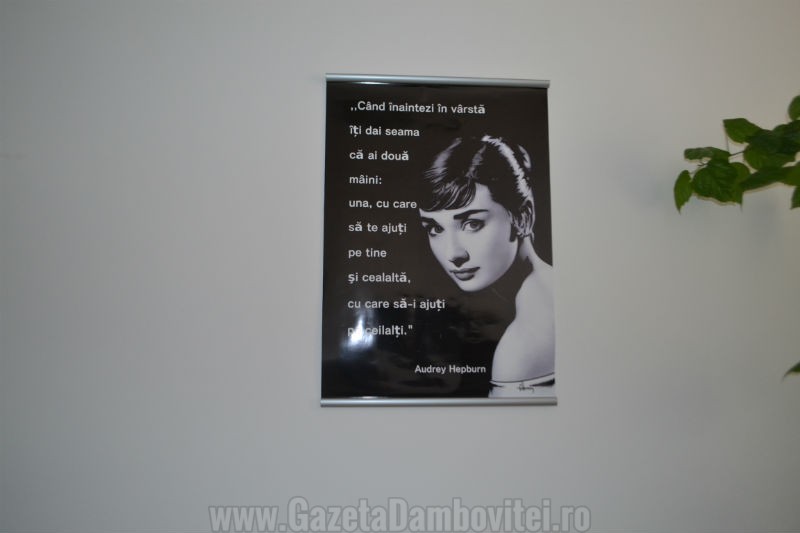 ,,Când înaintezi în vârstă
îți dai seama
că ai două
mâini:
una, cu care
să te ajuți
pe tine
și cealaltă,
cu care să-i ajuți
pe ceilalți."
Audrey Hepburn
www.GazetaDambovitei.ro